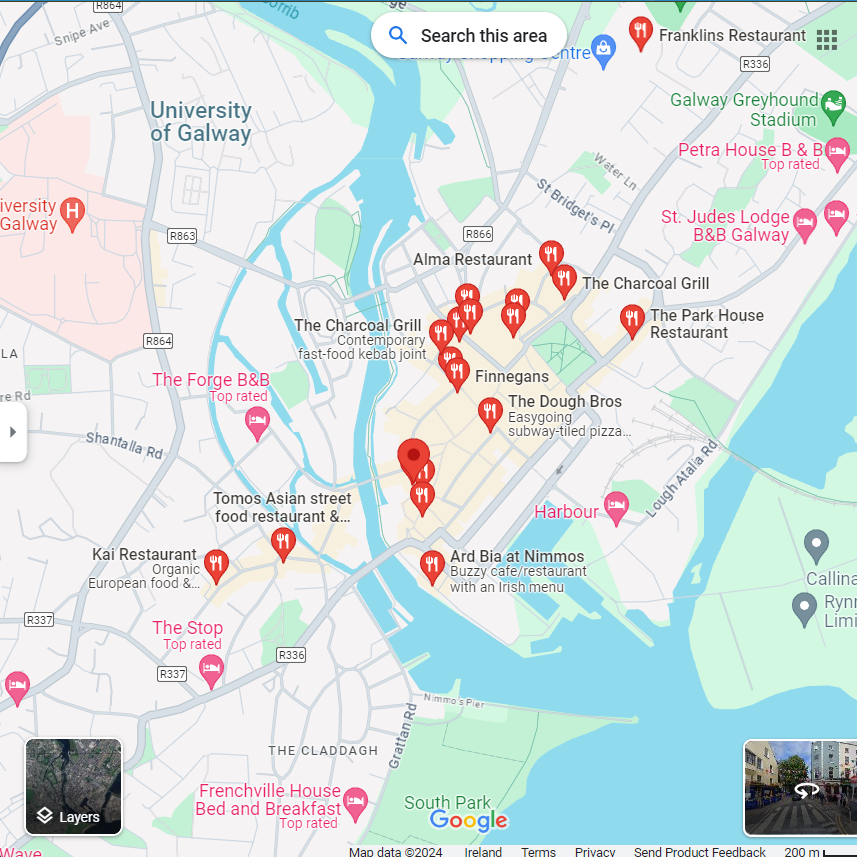 R864
Corrib
Snipe Ave
Search this area
Franklins Restaurant
Shopping Centre
R336
University
of Galway
Galway Greyhound
Stadium
Petra House B & B
Top rated
Water Ln
St Bridget's Pl
iversity
Galway
H
R863
R866
St. Judes Lodge
B&B Galway
Alma Restaurant
The Charcoal Grill
The Charcoal Grill
Contemporary
fast-food kebab joint
The Park House
Restaurant
R864
LA
The Forge B&B
Top rated
Finnegans
re Rd
The Dough Bros
Easygoing
subway-tiled pizza...
Shantalla Rd
Lough Atalia Rd
Tomos Asian street
food restaurant &...
Harbour
Kai Restaurant
Organic
European food &...
Ard Bia at Nimmos
Buzzy cafe/restaurant
with an Irish menu
Callina
Rynn
Limi
R337
The Stop
Top rated
R336
R337
Nimmo's Pier
Grattan Rd
THE CLADDAGH
Frenchville House
Bed and Breakfast
Top rated
South Park
Layers
Google
Wave
Map data ©2024
Ireland
Terms
Privacy
Send Product Feedback
200 m